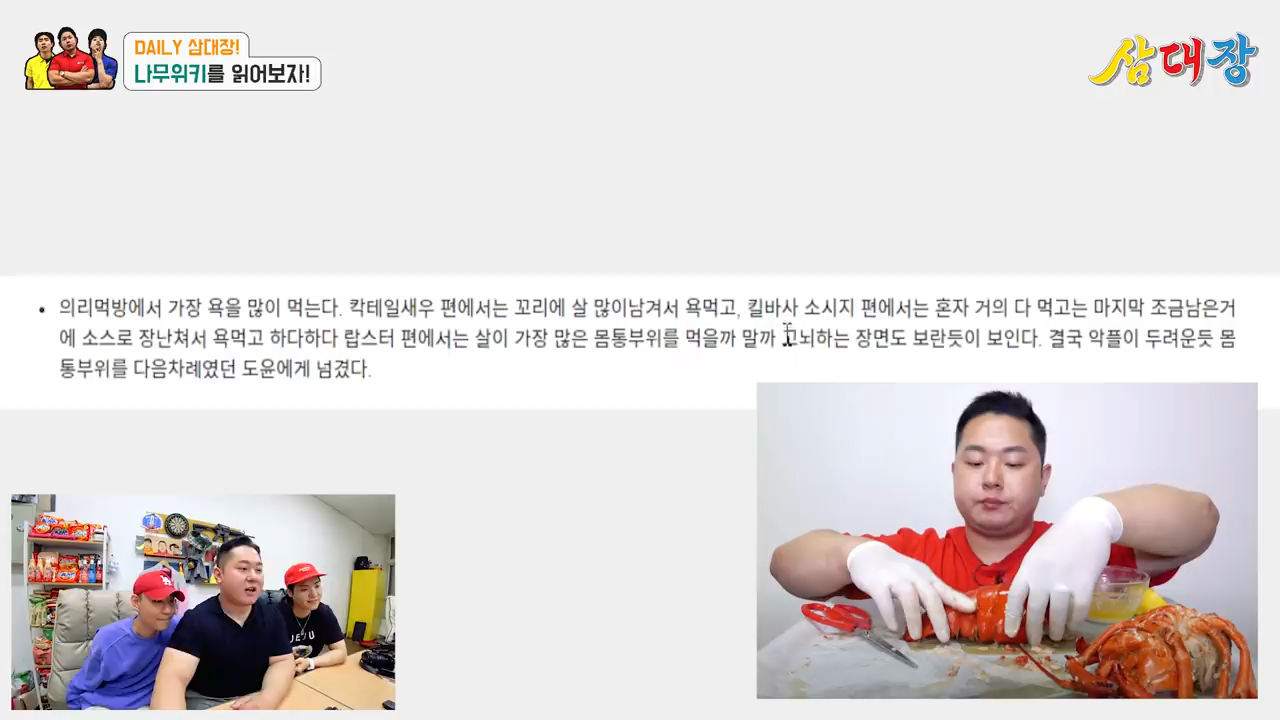 DAILY 삼대장!
나무위키를 읽어보자!
삼대장
• 의리먹방에서 가장 욕을 많이 먹는다. 칵테일새우 편에서는 꼬리에 살 많이남겨서 욕먹고, 킬바사 소시지 편에서는 혼자 거의 다 먹고는 마지막 조금남은거
에 소스로 장난쳐서 욕먹고 하다하다 랍스터 편에서는 살이 가장 많은 몸통부위를 먹을까 말까 고뇌하는 장면도 보란듯이 보인다. 결국 악플이 두려운듯 몸
통부위를 다음차례였던 도윤에게 넘겼다.